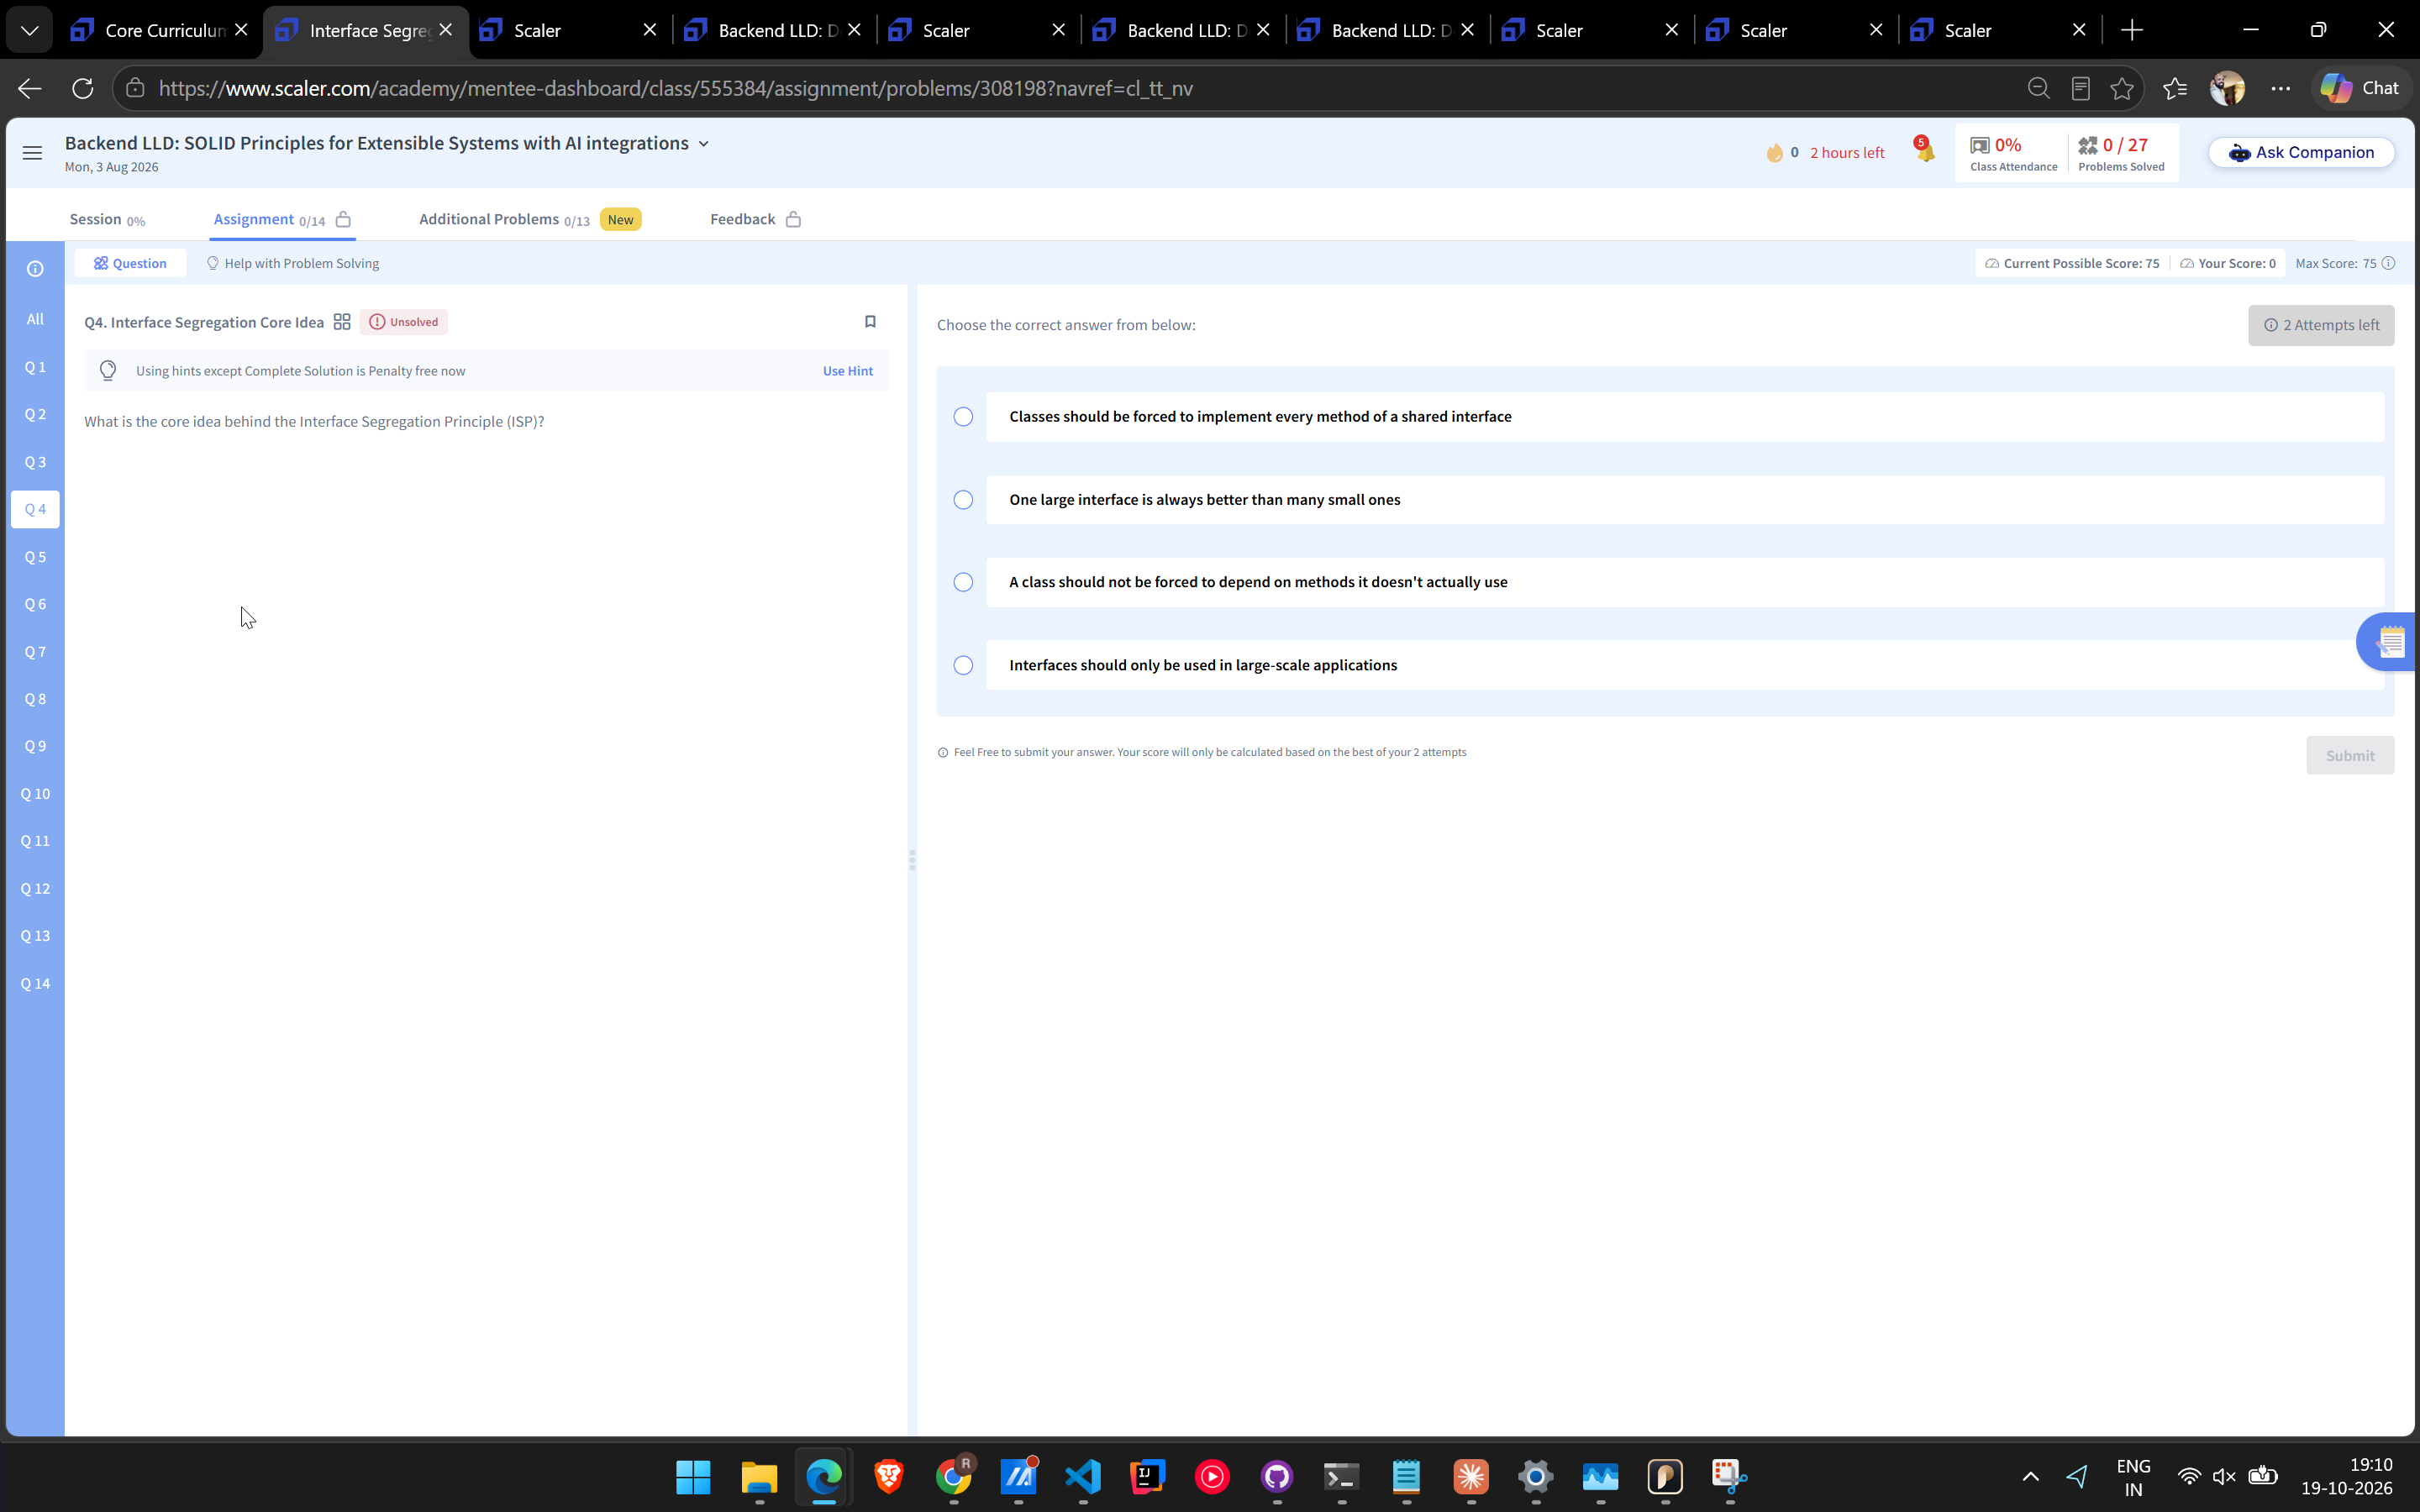 Core Curriculum
Interface Segre
Scaler
Backend LLD: D
Scaler
Backend LLD: D
Backend LLD: D
Scaler
Scaler
Scaler
https://www.scaler.com/academy/mentee-dashboard/class/555384/assignment/problems/308198?navref=cl_tt_nv
Chat
Backend LLD: SOLID Principles for Extensible Systems with AI integrations
Mon, 3 Aug 2026
0
2 hours left
5
0%
Class Attendance
0 / 27
Problems Solved
Ask Companion
Session 0%
Assignment 0/14
Additional Problems 0/13
New
Feedback
Question
Help with Problem Solving
Current Possible Score: 75
Your Score: 0
Max Score: 75
All
Q 1
Q 2
Q 3
Q 4
Q 5
Q 6
Q 7
Q 8
Q 9
Q 10
Q 11
Q 12
Q 13
Q 14
Q4. Interface Segregation Core Idea
Unsolved
Using hints except Complete Solution is Penalty free now
Use Hint
What is the core idea behind the Interface Segregation Principle (ISP)?
Choose the correct answer from below:
2 Attempts left
Classes should be forced to implement every method of a shared interface
One large interface is always better than many small ones
A class should not be forced to depend on methods it doesn't actually use
Interfaces should only be used in large-scale applications
Feel Free to submit your answer. Your score will only be calculated based on the best of your 2 attempts
Submit
R
IJ
ENG
IN
19:10
19-10-2026